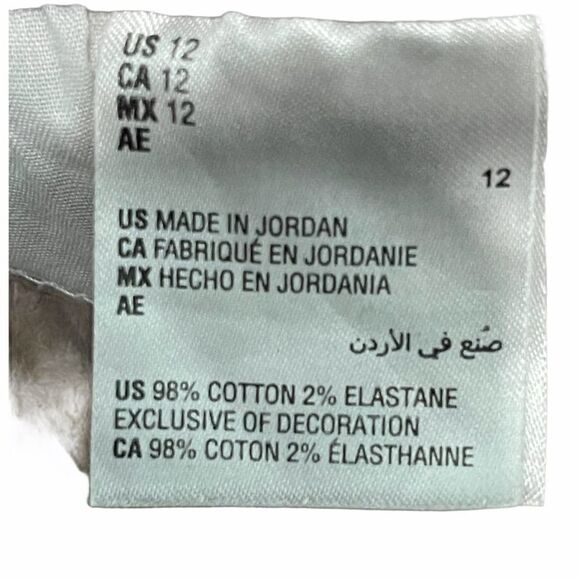 US 12
CA 12
MX 12
AE
12
US MADE IN JORDAN
CA FABRIQUÉ EN JORDANIE
MX HECHO EN JORDANIA
AE
صُنع في الأردن
US 98% COTTON 2% ELASTANE
EXCLUSIVE OF DECORATION
CA 98% COTON 2% ÉLASTHANNE